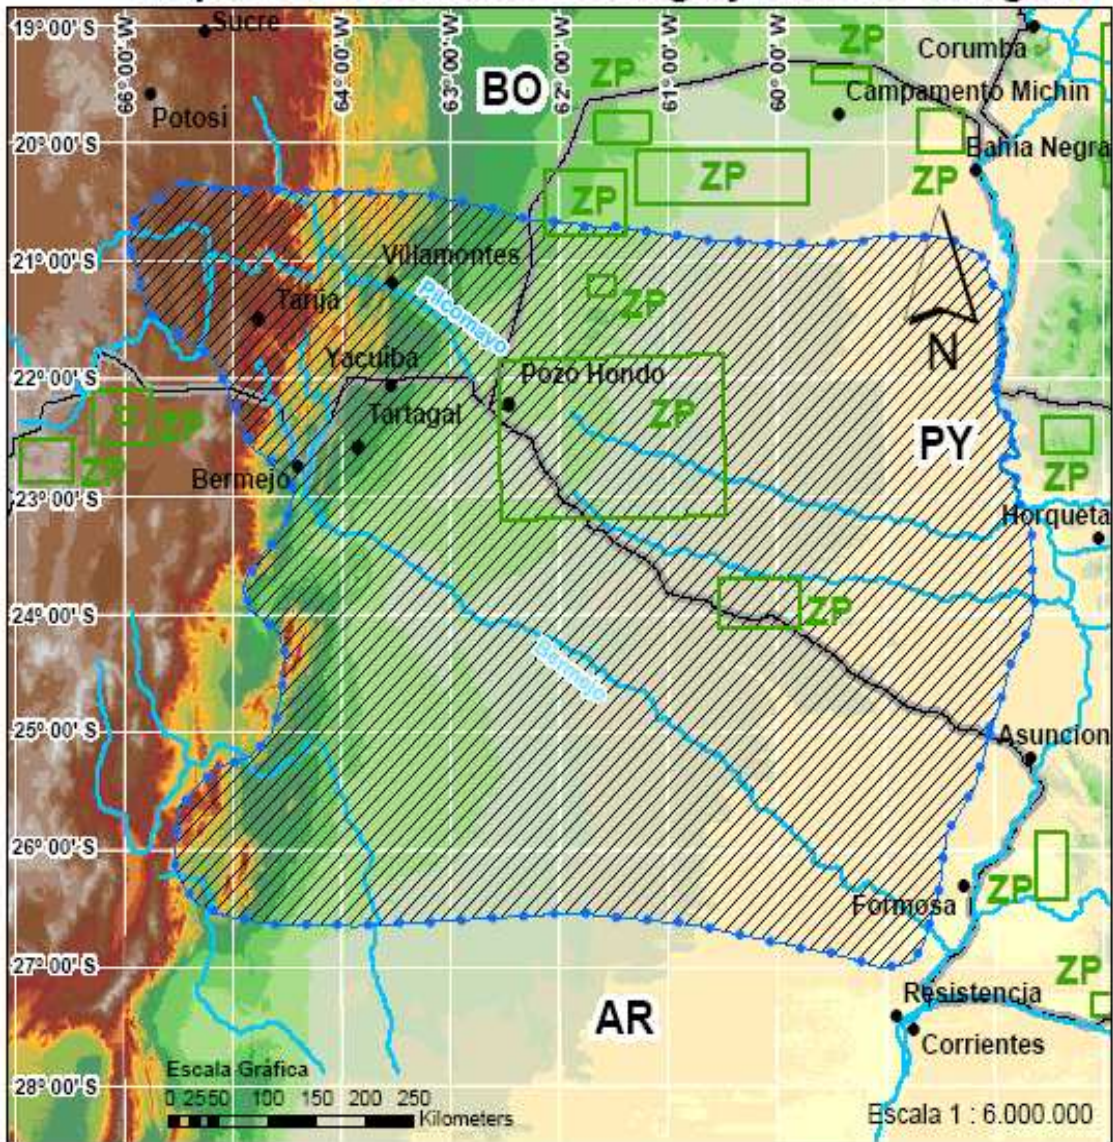 19° 00' S
Sucre
66° 00' W
64° 00' W
63° 00' W
62° 00' W
61° 00' W
60° 00' W
BO
ZP
ZP
Corumba
Campamento Michin
Potosi
20° 00' S
Bahia Negra
ZP
ZP
ZP
21° 00' S
Villamontes
Pilcomayo
ZP
Tarija
Yacuiba
N
22° 00' S
Pozo Hondo
Tartagal
ZP
ZP
PY
ZP
ZP
Bermejo
23° 00' S
Horqueta
24° 00' S
ZP
Bermejo
25° 00' S
Asuncion
26° 00' S
ZP
Formosa
27° 00' S
ZP
Resistencia
AR
Corrientes
Escala Gráfica
28° 00' S
0 25 50 100 150 200 250
Kilometers
Escala 1 : 6.000.000